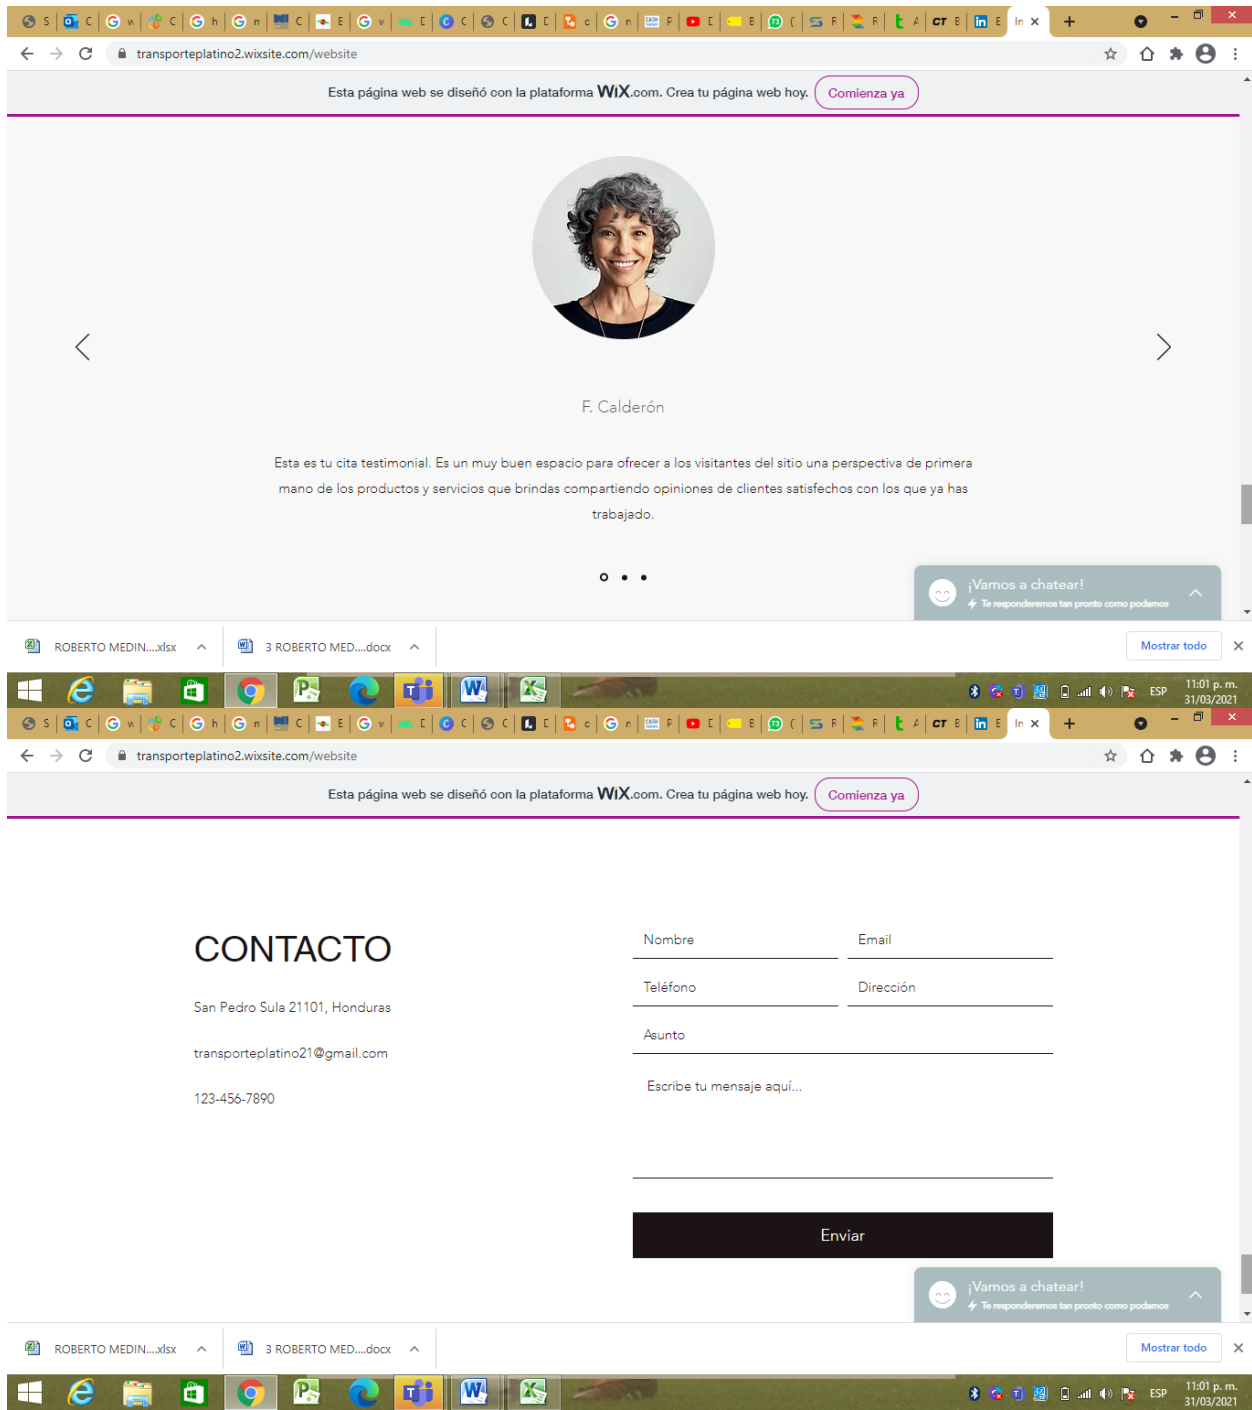 S C w C h n C E v D C C D c n P D B ( R R A CT B E In
transporteplatino2.wixsite.com/website
Esta página web se diseñó con la plataforma WiX.com. Crea tu página web hoy. Comienza ya
F. Calderón
Esta es tu cita testimonial. Es un muy buen espacio para ofrecer a los visitantes del sitio una perspectiva de primera
mano de los productos y servicios que brindas compartiendo opiniones de clientes satisfechos con los que ya has
trabajado.
¡Vamos a chatear!
Te responderemos tan pronto como podamos
ROBERTO MEDIN....xlsx 3 ROBERTO MED....docx Mostrar todo
ESP 11:01 p. m.
31/03/2021
transporteplatino2.wixsite.com/website
Esta página web se diseñó con la plataforma WiX.com. Crea tu página web hoy. Comienza ya
CONTACTO
San Pedro Sula 21101, Honduras
transporteplatino21@gmail.com
123-456-7890
Nombre Email
Teléfono Dirección
Asunto
Escribe tu mensaje aquí...
Enviar
¡Vamos a chatear!
Te responderemos tan pronto como podamos
ROBERTO MEDIN....xlsx 3 ROBERTO MED....docx Mostrar todo
ESP 11:01 p. m.
31/03/2021